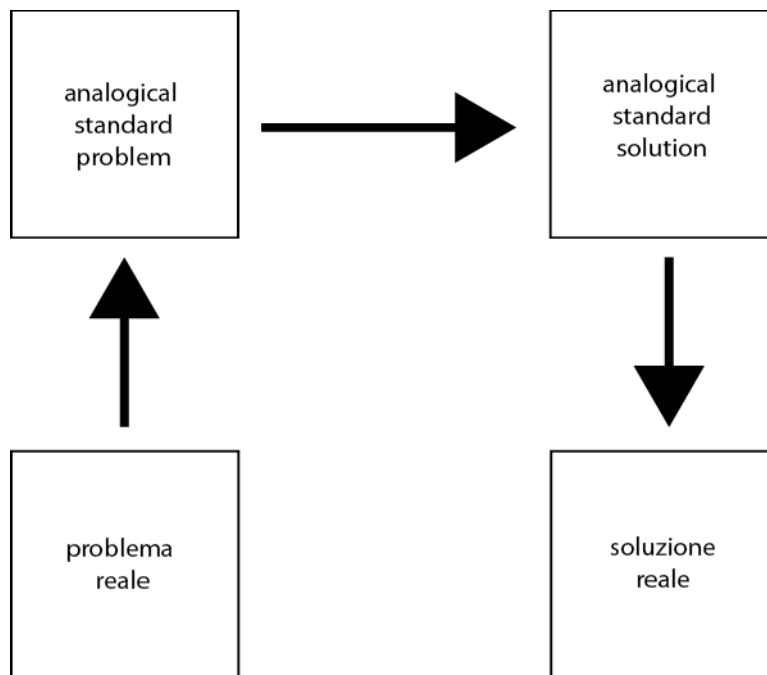 analogical
standard
problem
analogical
standard
solution
problema
reale
soluzione
reale